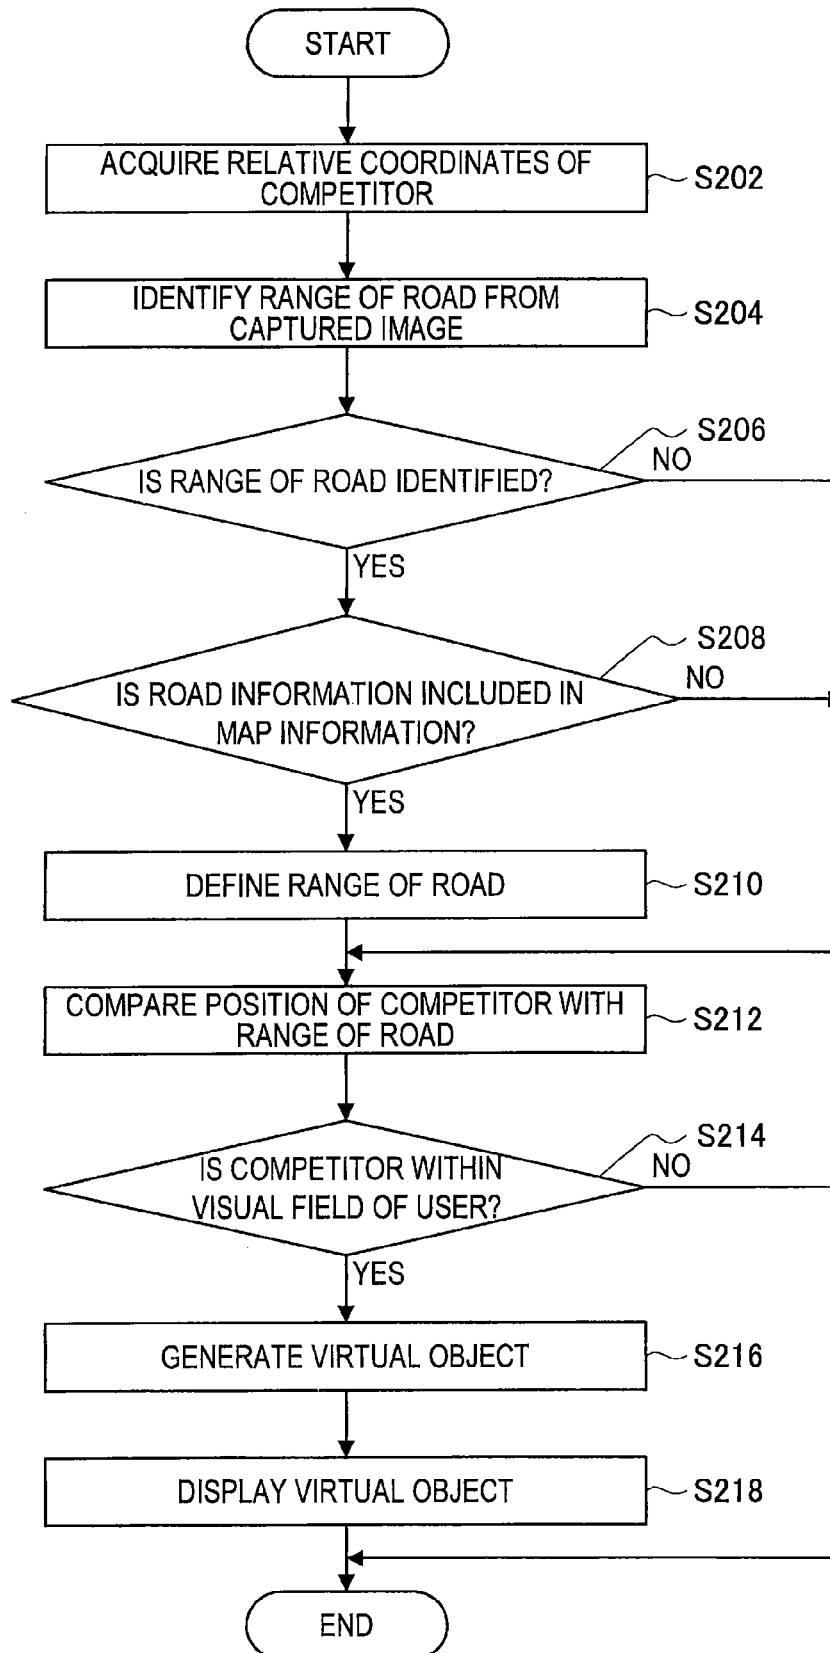 START
ACQUIRE RELATIVE COORDINATES OF
COMPETITOR
S202
IDENTIFY RANGE OF ROAD FROM
CAPTURED IMAGE
S204
S206
IS RANGE OF ROAD IDENTIFIED?
NO
YES
S208
IS ROAD INFORMATION INCLUDED IN
MAP INFORMATION?
NO
YES
DEFINE RANGE OF ROAD
S210
COMPARE POSITION OF COMPETITOR WITH
RANGE OF ROAD
S212
S214
IS COMPETITOR WITHIN
VISUAL FIELD OF USER?
NO
YES
GENERATE VIRTUAL OBJECT
S216
DISPLAY VIRTUAL OBJECT
S218
END